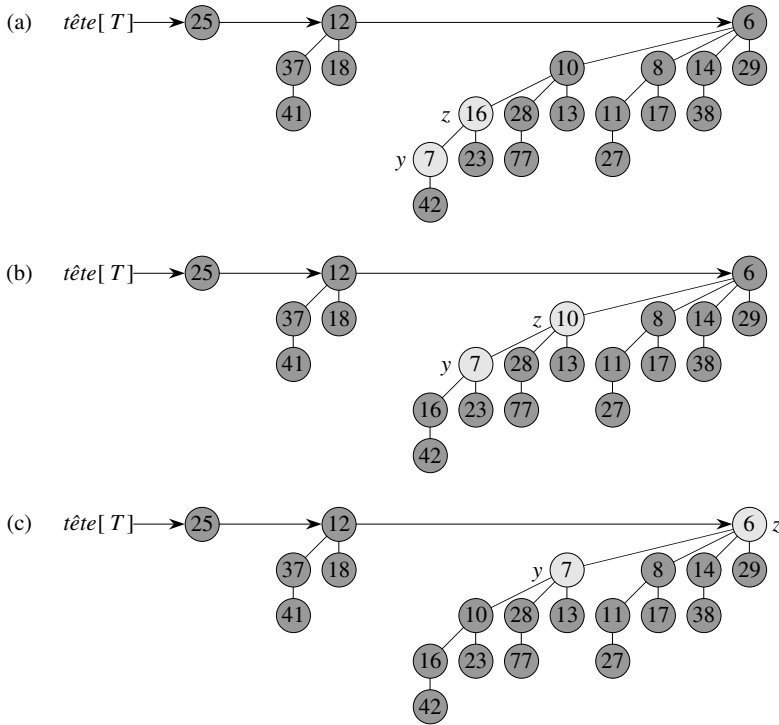 (a) tête[ T] 25 12 6
37 18 10 8 14 29
41 z 16 28 13 11 17 38
y 7 23 77 27
42
(b) tête[ T] 25 12 6
37 18 z 10 8 14 29
41 y 7 28 13 11 17 38
16 23 77 27
42
(c) tête[ T] 25 12 6 z
37 18 y 7 8 14 29
41 10 28 13 11 17 38
16 23 77 27
42